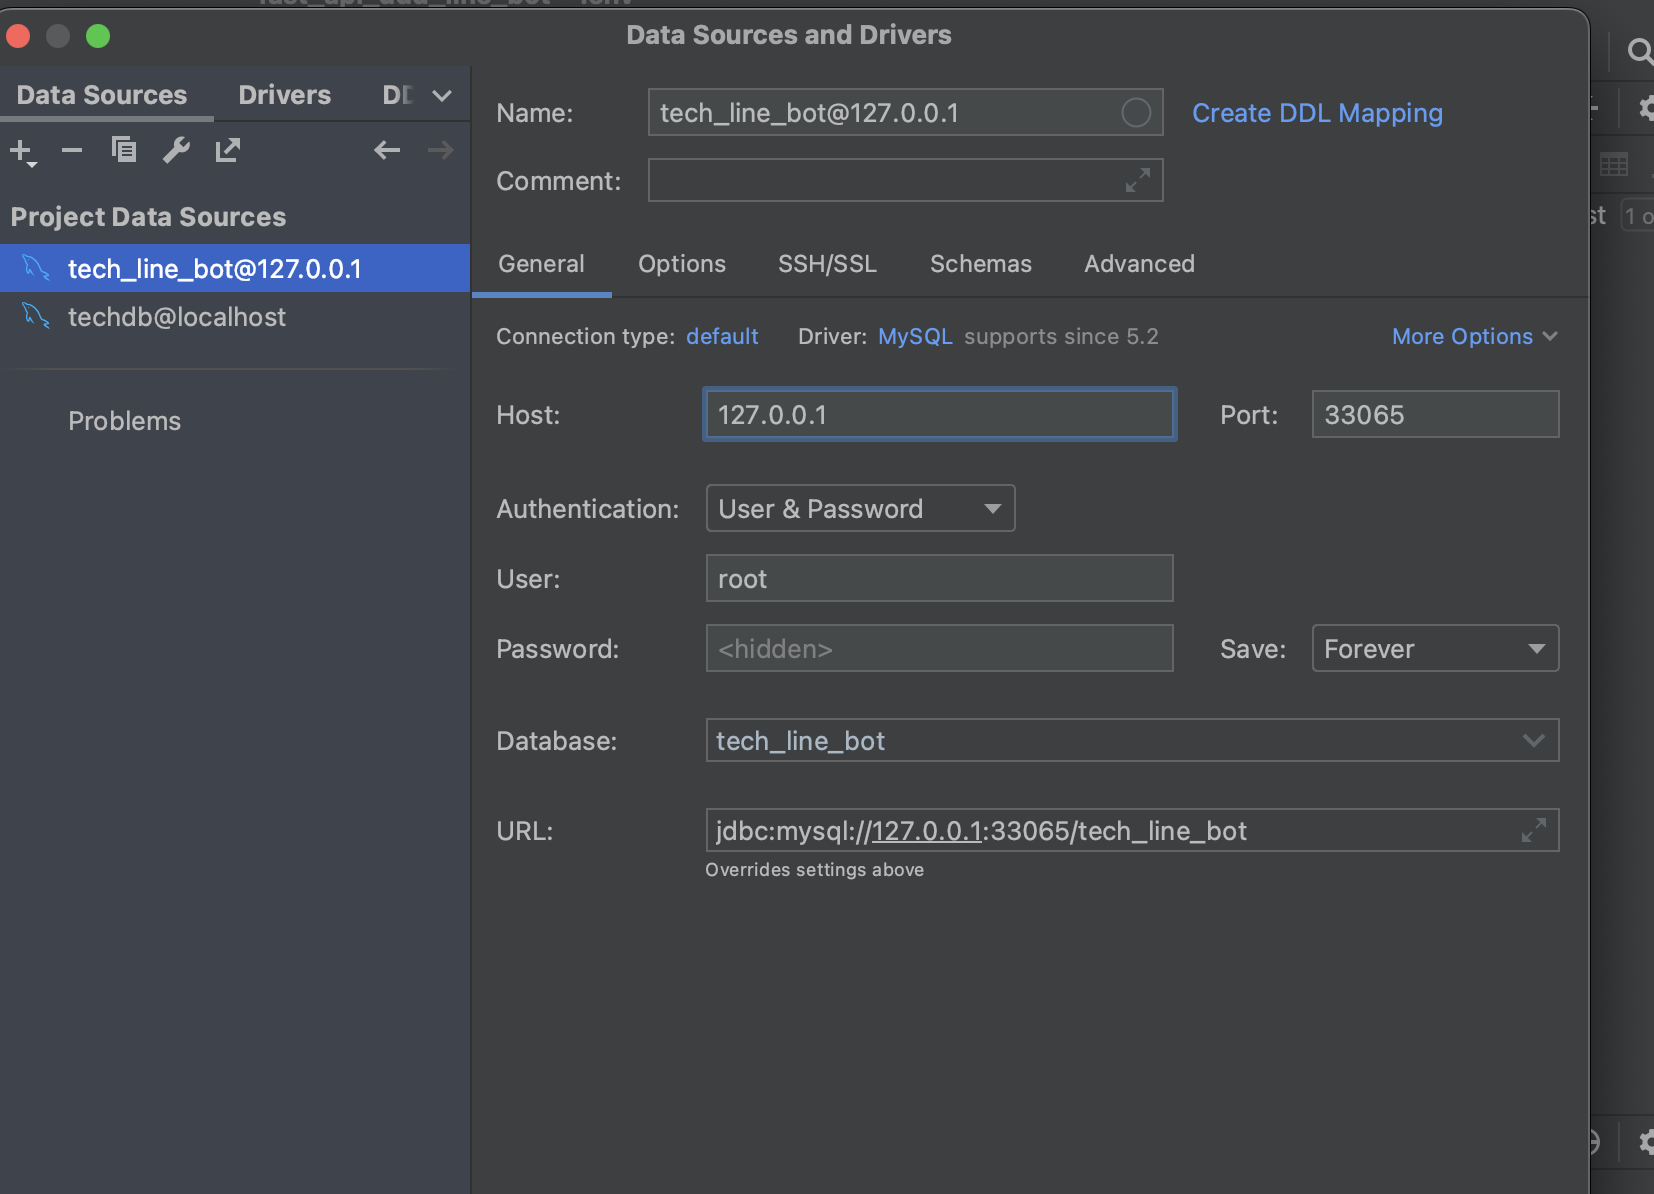 Data Sources and Drivers
Data Sources Drivers
Project Data Sources
tech_line_bot@127.0.0.1
techdb@localhost
Problems
Name: tech_line_bot@127.0.0.1 Create DDL Mapping
Comment:
General Options SSH/SSL Schemas Advanced
Connection type: default Driver: MySQL supports since 5.2 More Options
Host: 127.0.0.1 Port: 33065
Authentication: User & Password
User: root
Password: <hidden> Save: Forever
Database: tech_line_bot
URL: jdbc:mysql://127.0.0.1:33065/tech_line_bot
Overrides settings above